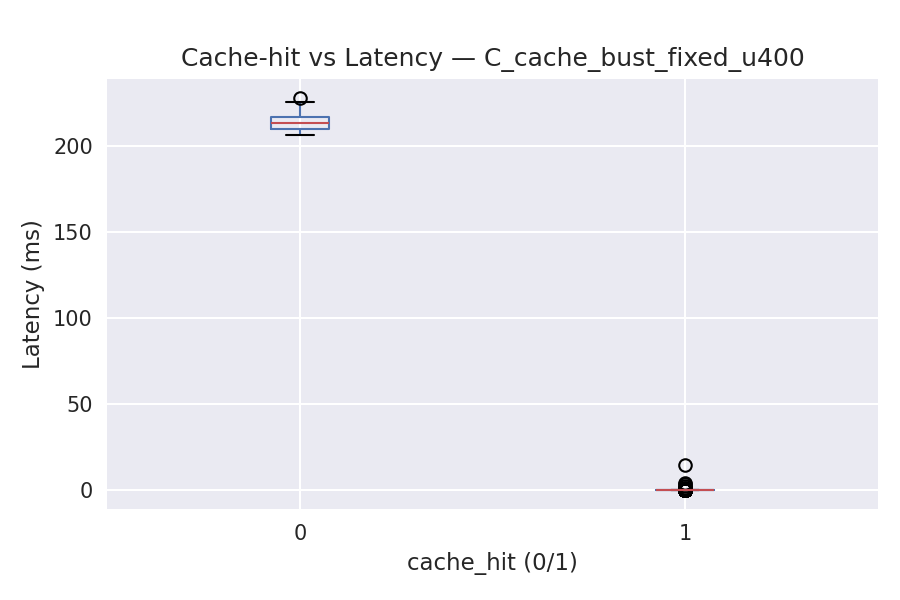 Cache-hit vs Latency — C_cache_bust_fixed_u400
Latency (ms)
200
150
100
50
0
0 1
cache_hit (0/1)